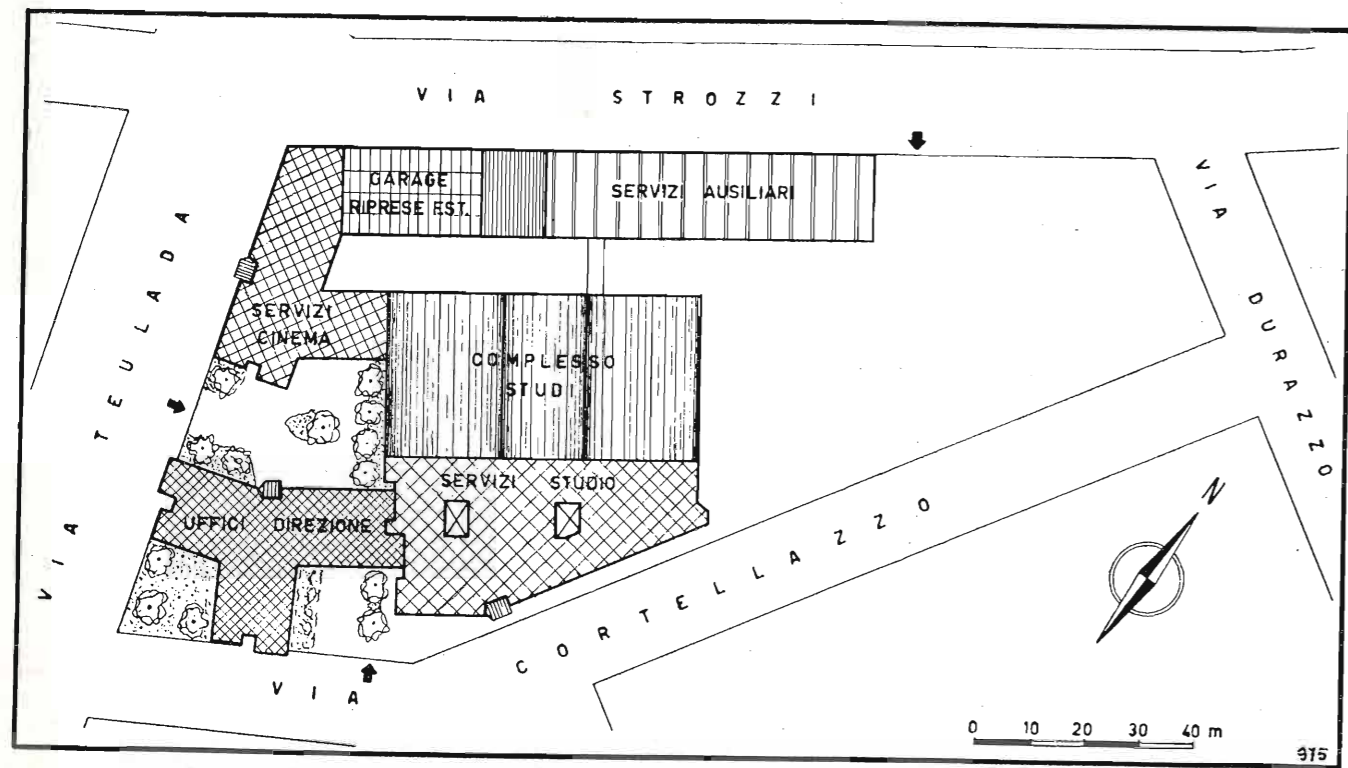 VIA STROZZI
VIA TEULADA
VIA DURAZZO
GARAGE
RIPRESE EST.
SERVIZI AUSILIARI
SERVIZI
CINEMA
COMPLESSO
STUDI
SERVIZI STUDIO
UFFICI DIREZIONE
VIA CORTELLAZZO
N
0 10 20 30 40 m
975